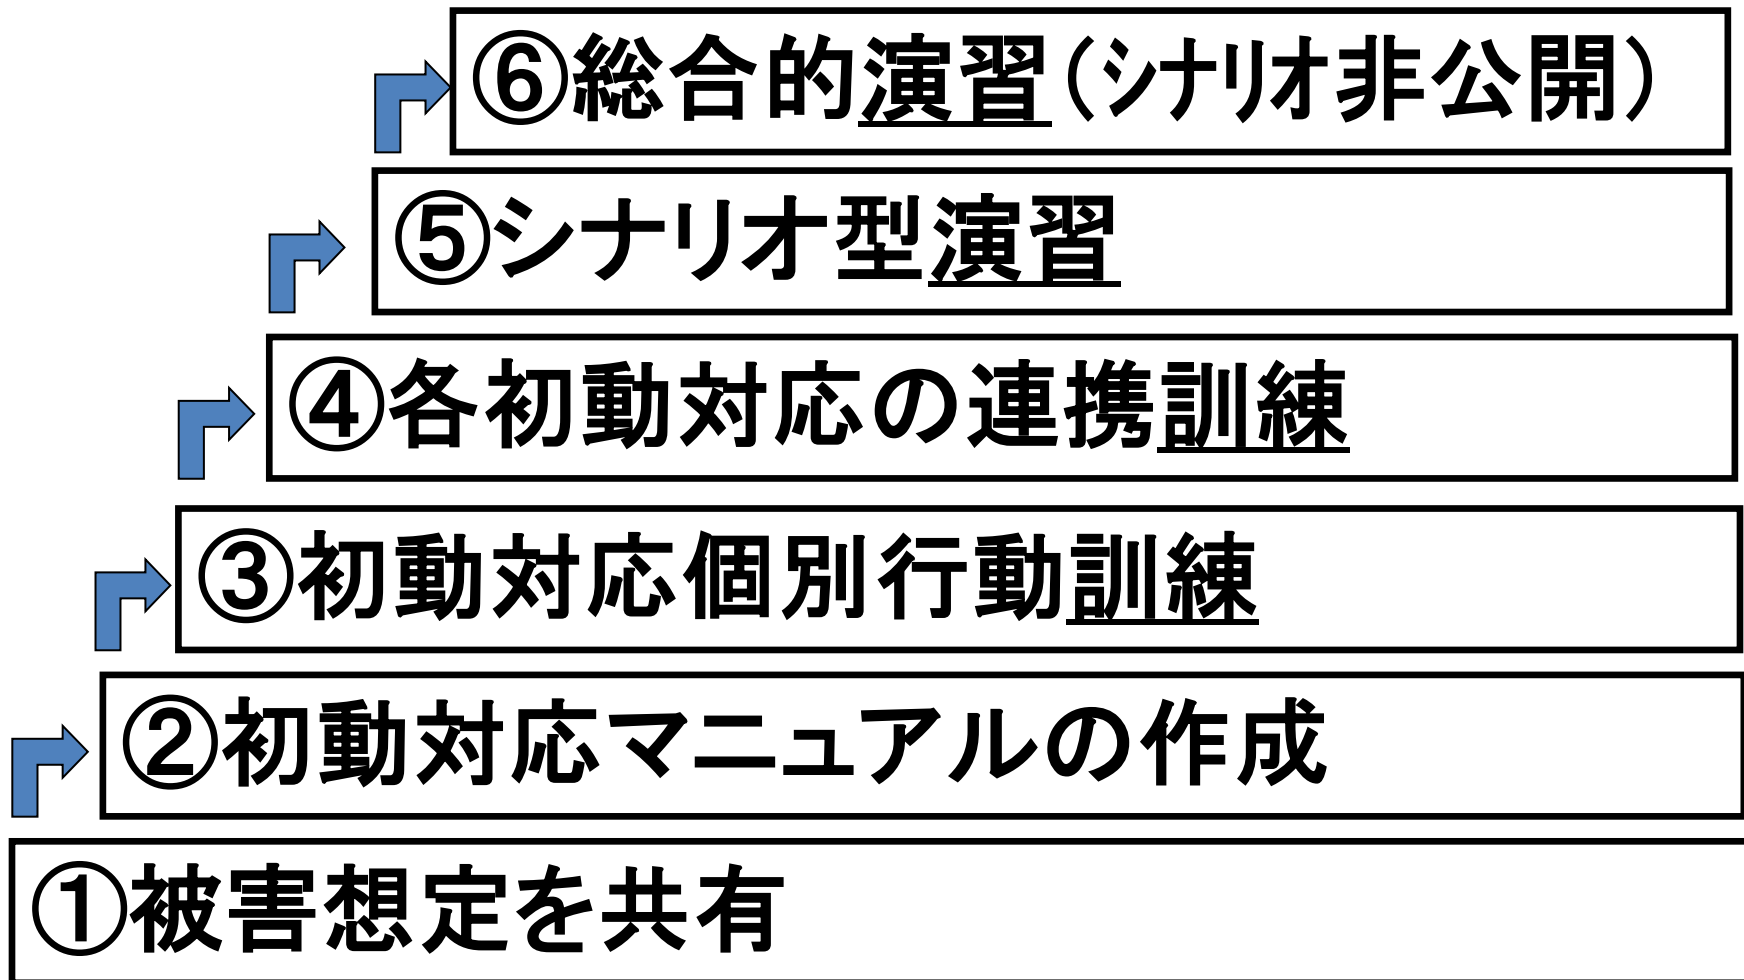 ⑥総合的演習（ｼﾅﾘｵ非公開）
⑤シナリオ型演習
④各初動対応の連携訓練
③初動対応個別行動訓練
②初動対応マニュアルの作成
①被害想定を共有